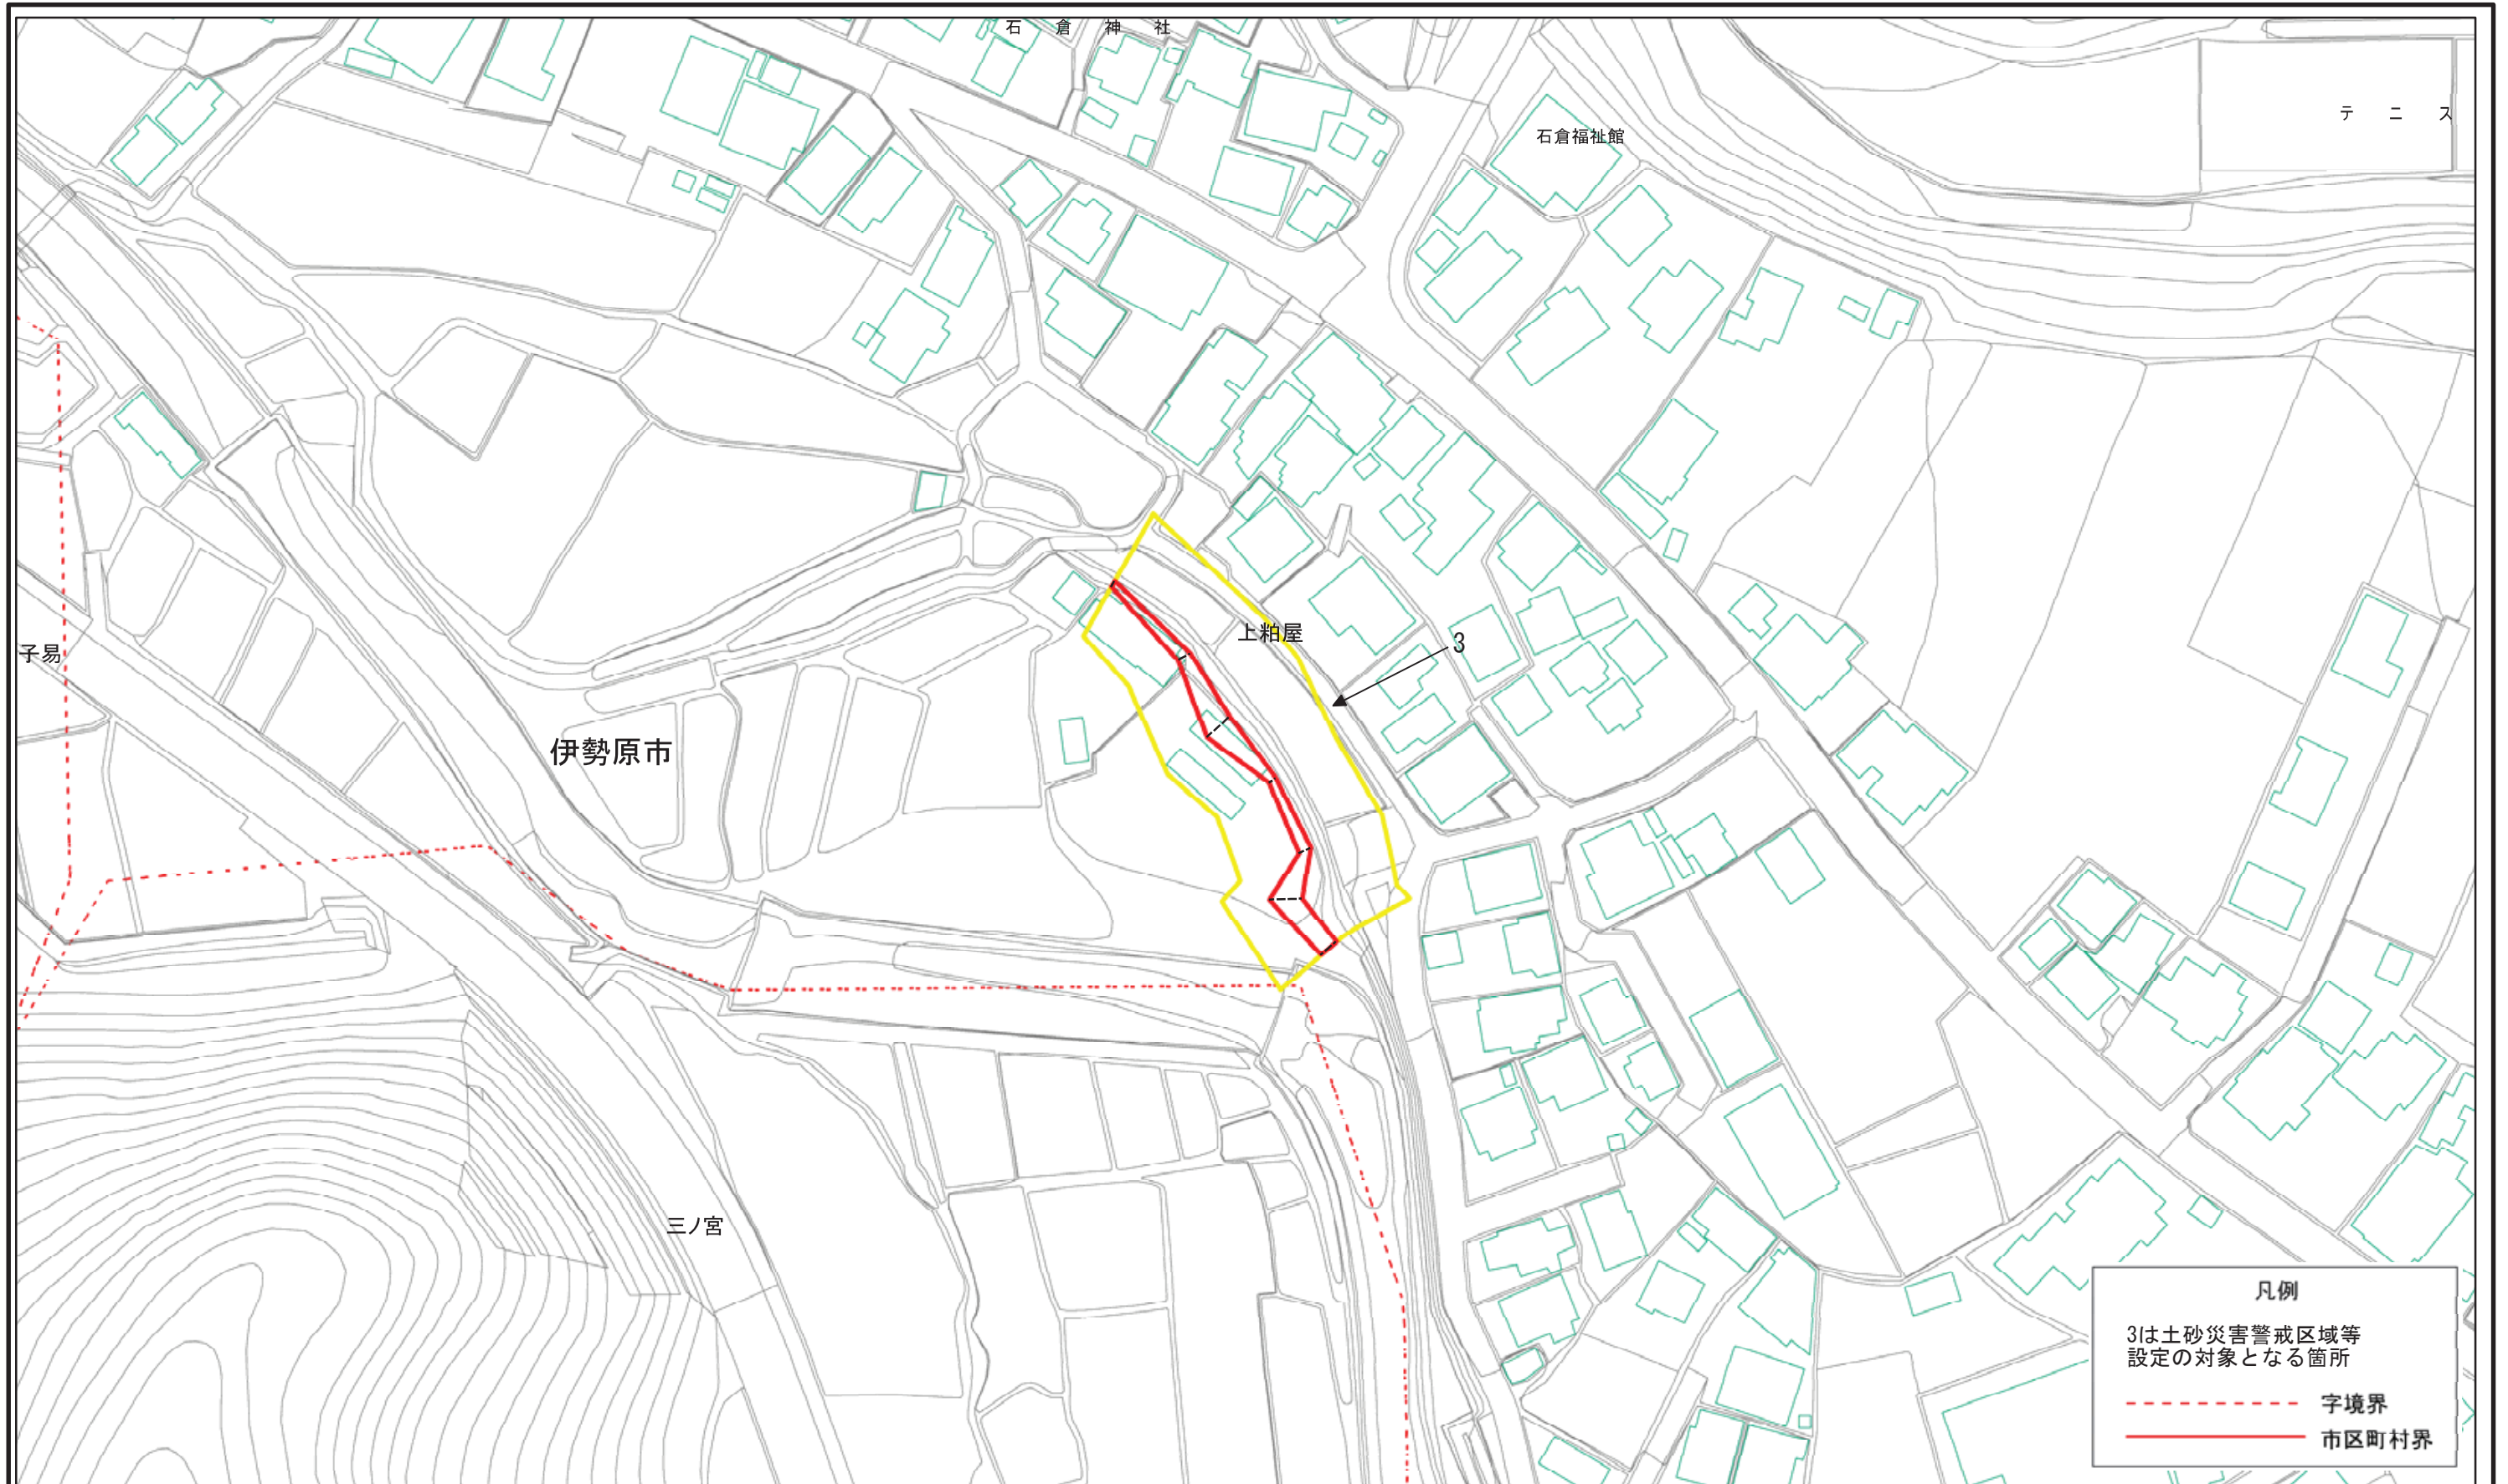 石倉神社
テニス
石倉福祉館
上粕屋
3
子易
伊勢原市
三ノ宮
凡例
3は土砂災害警戒区域等
設定の対象となる箇所
字境界
市区町村界